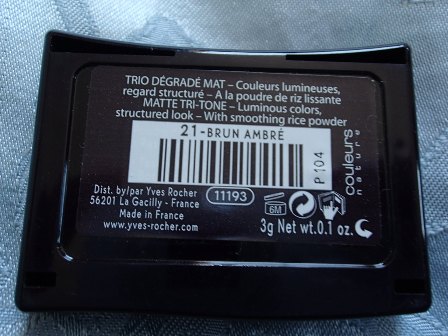 TRIO DÉGRADÉ MAT – Couleurs lumineuses,
regard structuré – A la poudre de riz lissante
MATTE TRI-TONE – Luminous colors,
structured look – With smoothing rice powder
21-BRUN AMBRÉ
P 104
couleurs
nature
Dist. by/par Yves Rocher
56201 La Gacilly - France
Made in France
www.yves-rocher.com
11193
6M
3g Net wt.0.1 oz.